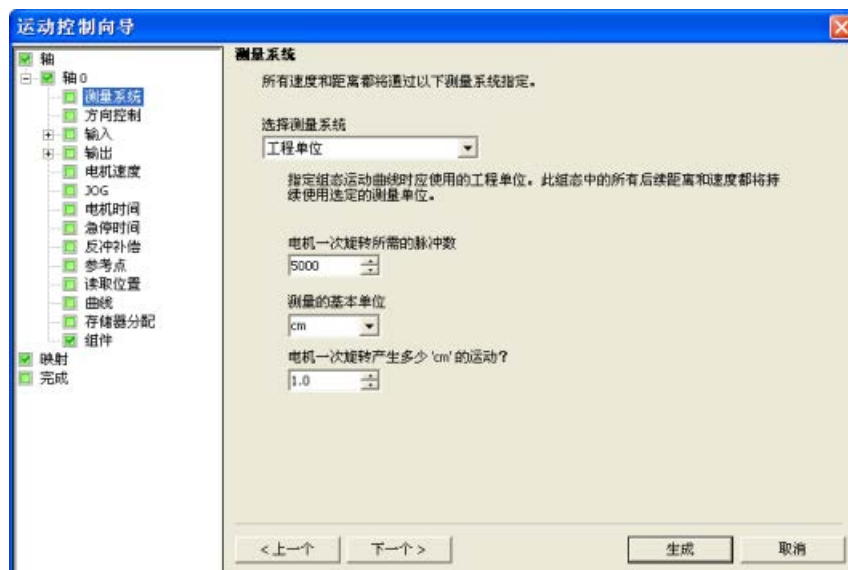 运动控制向导
轴
轴 0
测量系统
方向控制
输入
输出
电机速度
JOG
电机时间
急停时间
反冲补偿
参考点
读取位置
曲线
存储器分配
组件
映射
完成
测量系统
所有速度和距离都将通过以下测量系统指定。
选择测量系统
工程单位
指定组态运动曲线时应使用的工程单位。此组态中的所有后续距离和速度都将持
续使用选定的测量单位。
电机一次旋转所需的脉冲数
5000
测量的基本单位
cm
电机一次旋转产生多少 'cm' 的运动？
1.0
<上一个
下一个>
生成
取消